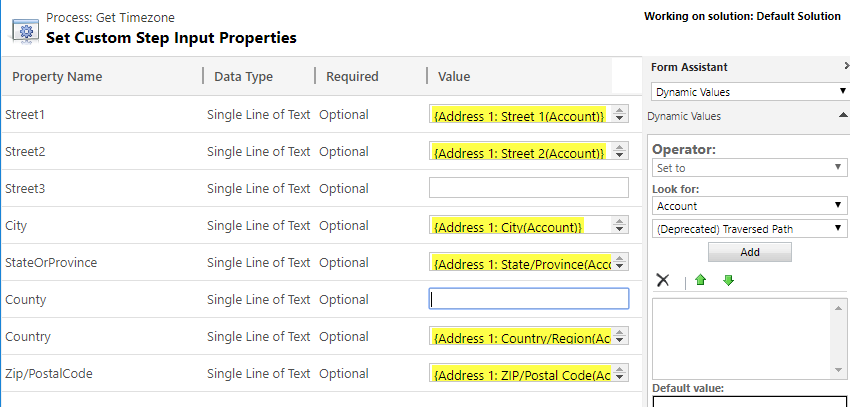 Process: Get Timezone
Set Custom Step Input Properties
Working on solution: Default Solution
Property Name Data Type Required Value
Street1 Single Line of Text Optional {Address 1: Street 1(Account)}
Street2 Single Line of Text Optional {Address 1: Street 2(Account)}
Street3 Single Line of Text Optional
City Single Line of Text Optional {Address 1: City(Account)}
StateOrProvince Single Line of Text Optional {Address 1: State/Province(Acco
County Single Line of Text Optional
Country Single Line of Text Optional {Address 1: Country/Region(Ac
Zip/PostalCode Single Line of Text Optional {Address 1: ZIP/Postal Code(Ac
Form Assistant
Dynamic Values
Dynamic Values
Operator:
Set to
Look for:
Account
(Deprecated) Traversed Path
Add
Default value: